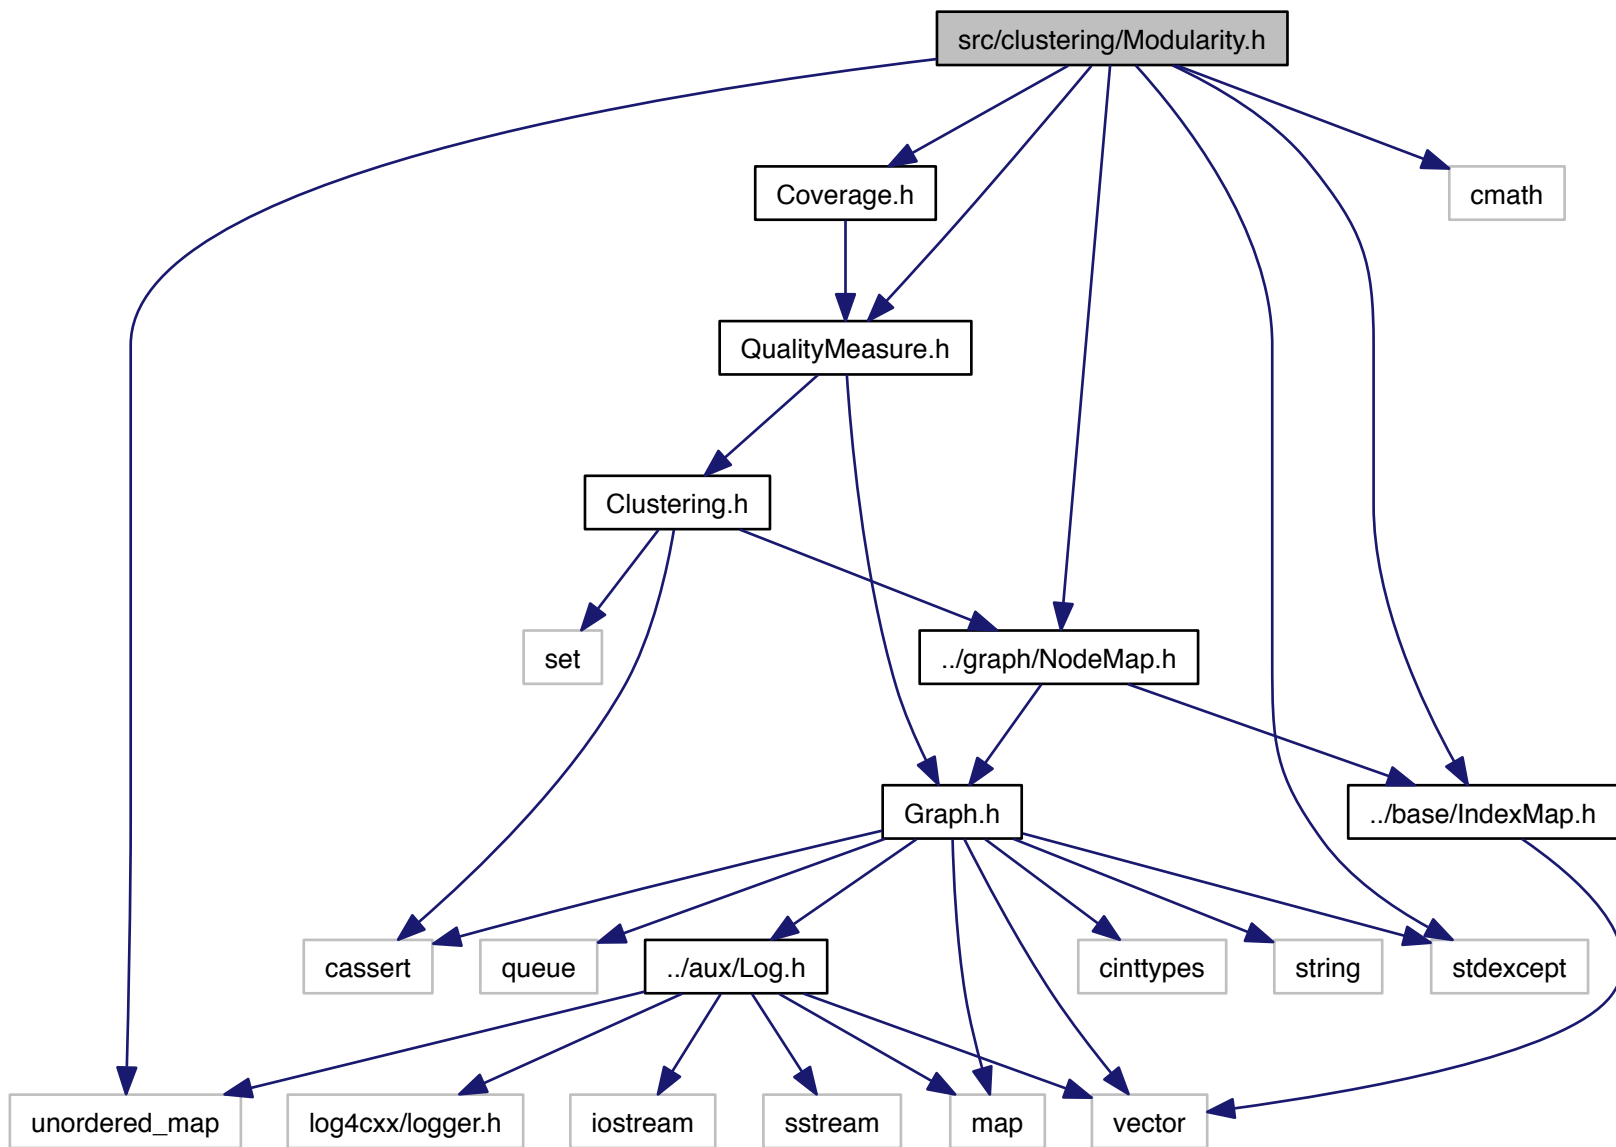 src/clustering/Modularity.h
Coverage.h
cmath
QualityMeasure.h
Clustering.h
set
../graph/NodeMap.h
Graph.h
../base/IndexMap.h
cassert
queue
../aux/Log.h
cinttypes
string
stdexcept
unordered_map
log4cxx/logger.h
iostream
sstream
map
vector